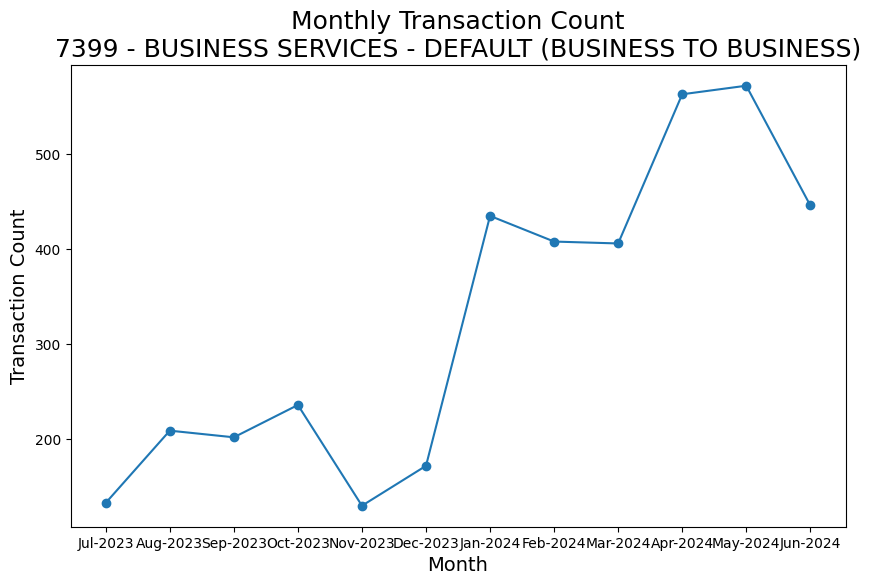 Monthly Transaction Count
7399 - BUSINESS SERVICES - DEFAULT (BUSINESS TO BUSINESS)
Transaction Count
500
400
300
200
Jul-2023 Aug-2023 Sep-2023 Oct-2023 Nov-2023 Dec-2023 Jan-2024 Feb-2024 Mar-2024 Apr-2024 May-2024 Jun-2024
Month